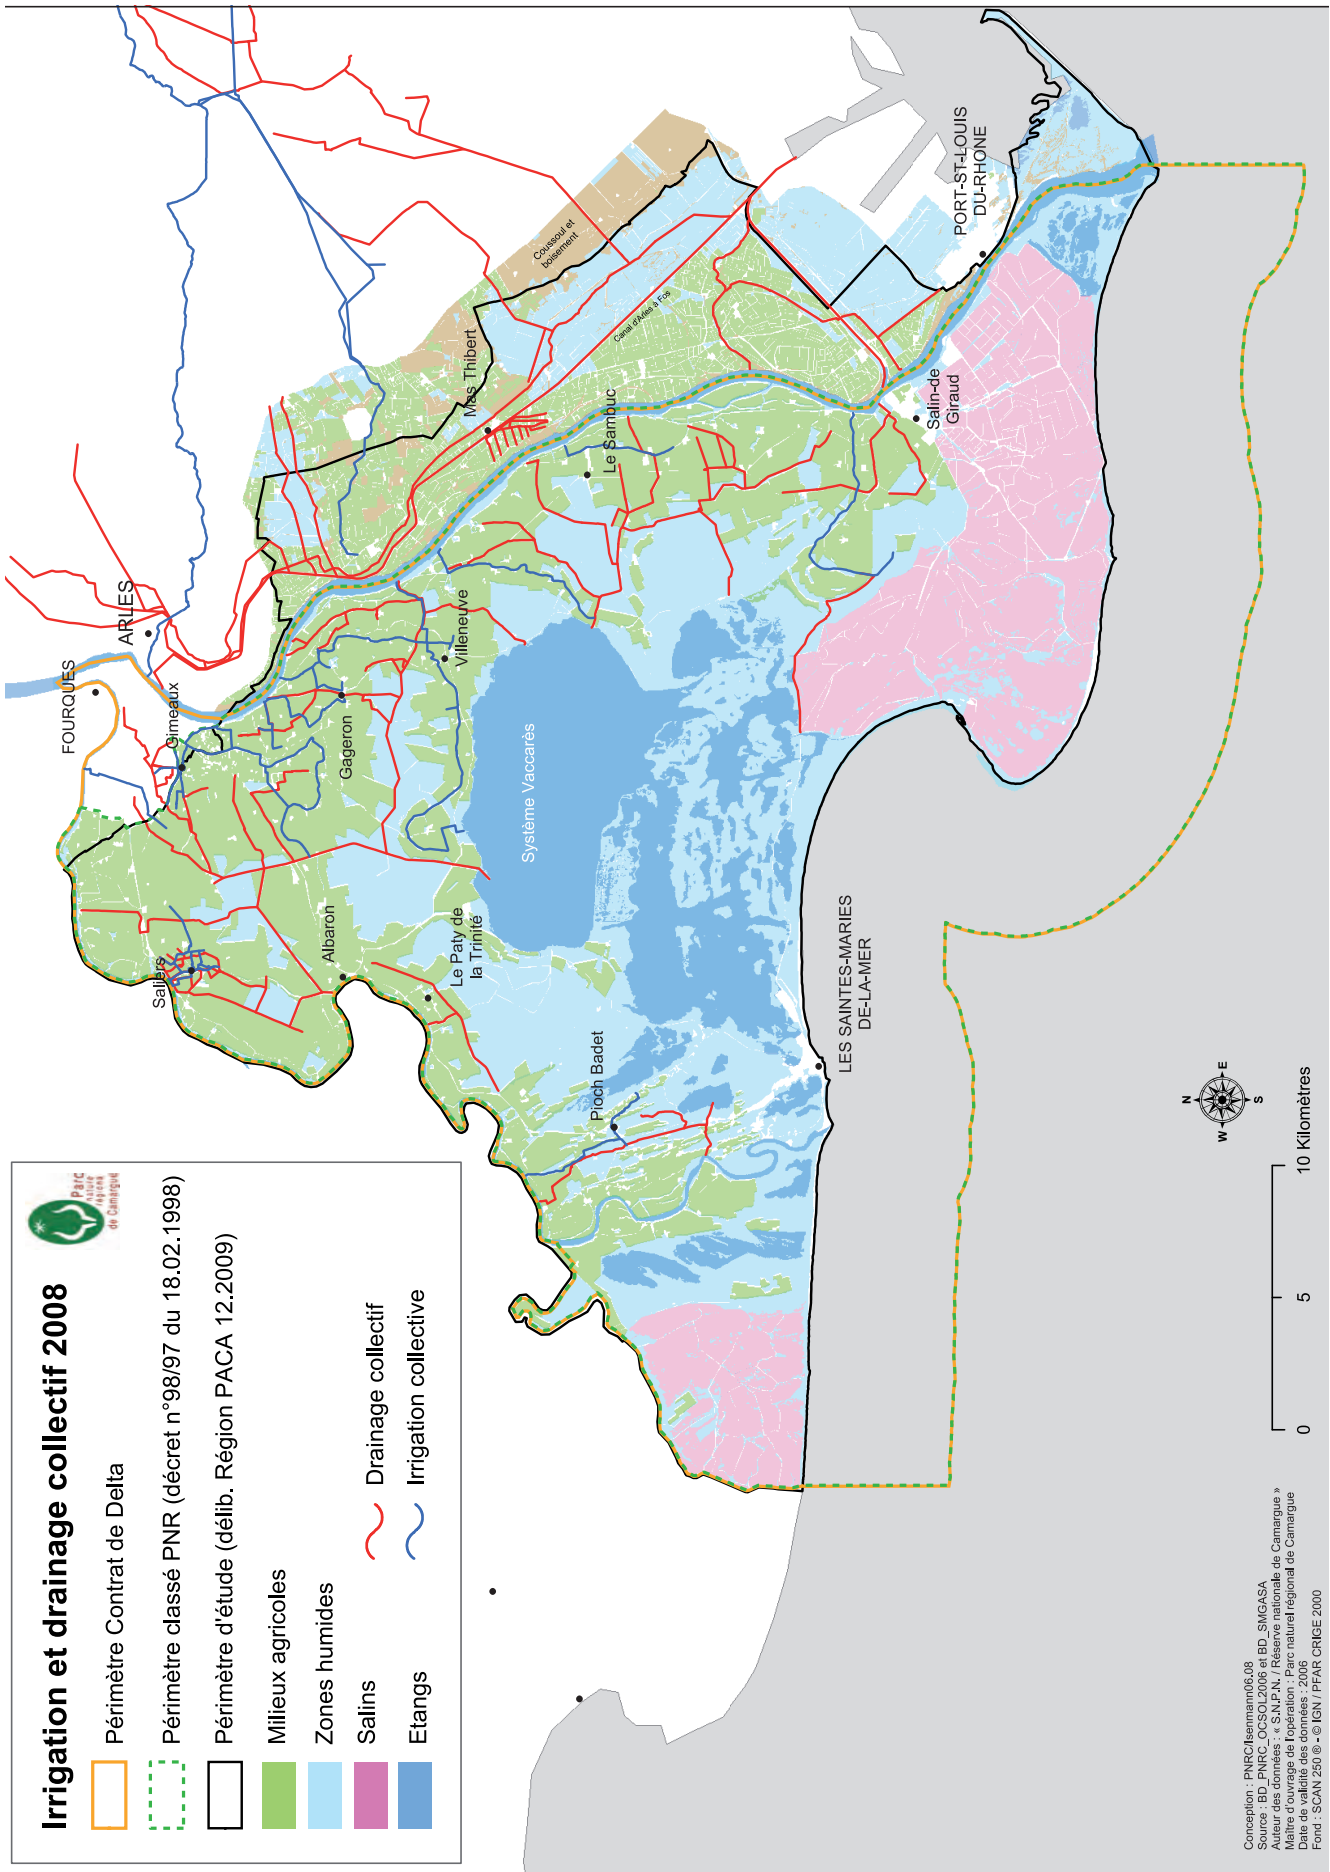 Irrigation et drainage collectif 2008
Parc
naturel
régional
de Camargue
Périmètre Contrat de Delta
Périmètre classé PNR (décret n°98/97 du 18.02.1998)
Périmètre d'étude (délib. Région PACA 12.2009)
Milieux agricoles
Zones humides
Salins
Etangs
Drainage collectif
Irrigation collective
FOURQUES
ARLES
Gimeaux
Saliers
Albaron
Gageron
Villeneuve
Le Paty de
la Trinité
Mas Thibert
Coussoul et
boisement
Canal d'Arles à Fos
Le Sambuc
Système Vaccarès
Pioch Badet
Salin-de
Giraud
PORT-ST-LOUIS
DU-RHONE
LES SAINTES-MARIES
DE-LA-MER
N
W
E
S
0
5
10 Kilomètres
Conception : PNRC/Isenmann06.08
Source : BD_PNRC_OCSOL2006 et BD_SMGASA
Auteur des données : « S.N.P.N. / Réserve nationale de Camargue »
Maître d'ouvrage de l'opération : Parc naturel régional de Camargue
Date de validité des données : 2006
Fond : SCAN 250 ® - © IGN / PFAR CRIGE 2000